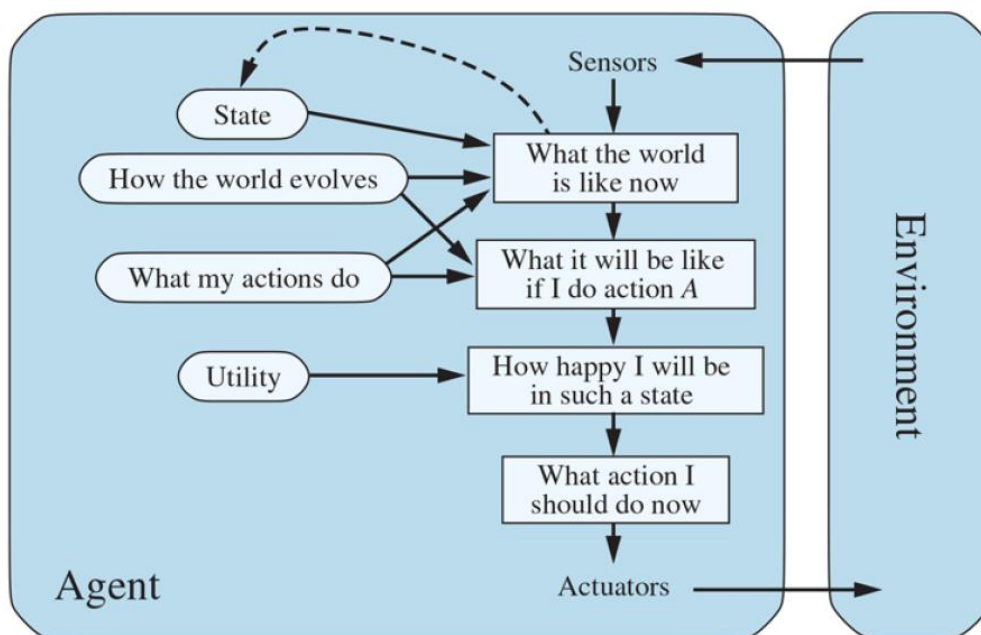 Sensors
State
What the world
is like now
How the world evolves
What it will be like
if I do action A
What my actions do
How happy I will be
in such a state
Utility
What action I
should do now
Actuators
Agent
Environment